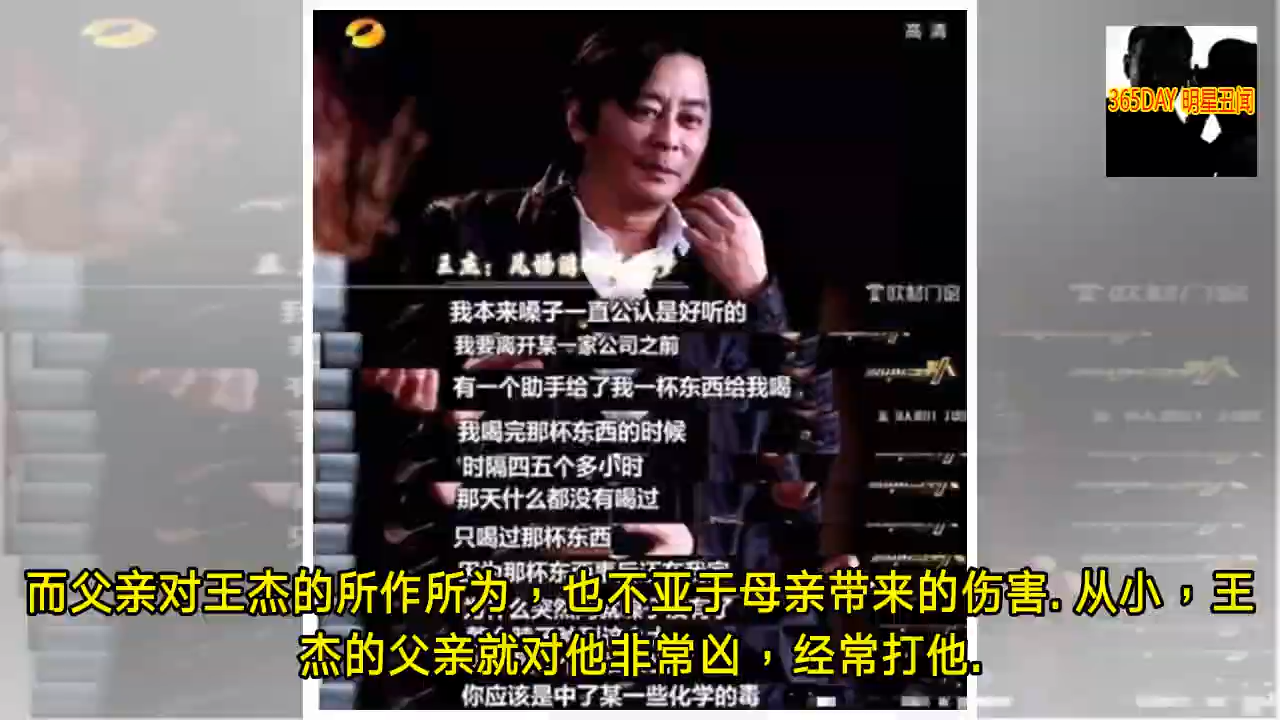 高清
365DAY 明星丑闻
我本来嗓子一直公认是好听的
我要离开某一家公司之前
有一个助手给了我一杯东西给我喝
我喝完那杯东西的时候
时隔四五个多小时
那天什么都没有喝过
只喝过那杯东西
而父亲对王杰的所作所为，也不亚于母亲带来的伤害. 从小，王
杰的父亲就对他非常凶，经常打他.
你应该是中了某一些化学的毒